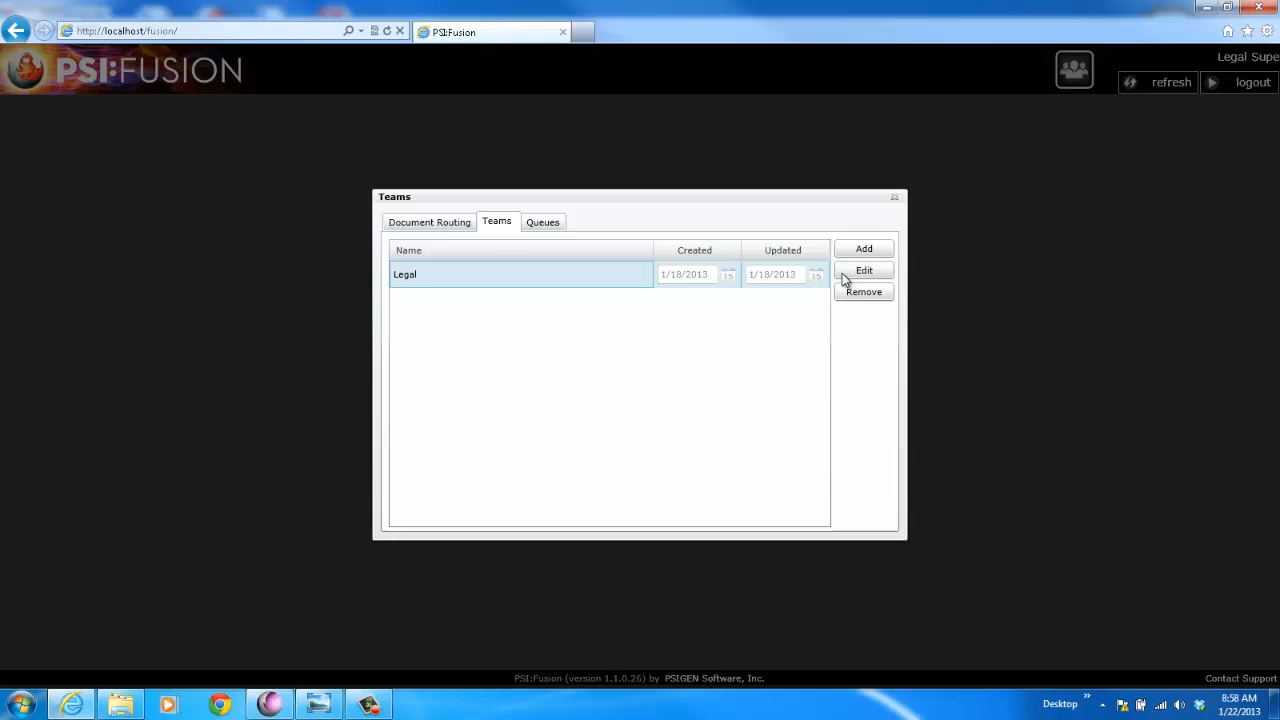 http://localhost/fusion/
PSI:Fusion
PSI:FUSION
Legal Supe
refresh
logout
Teams
Document Routing
Teams
Queues
Name
Created
Updated
Add
Legal
1/18/2013
15
1/18/2013
15
Edit
Remove
PSI:Fusion (version 1.1.0.26) by PSIGEN Software, Inc.
Contact Support
Desktop
8:58 AM
1/22/2013